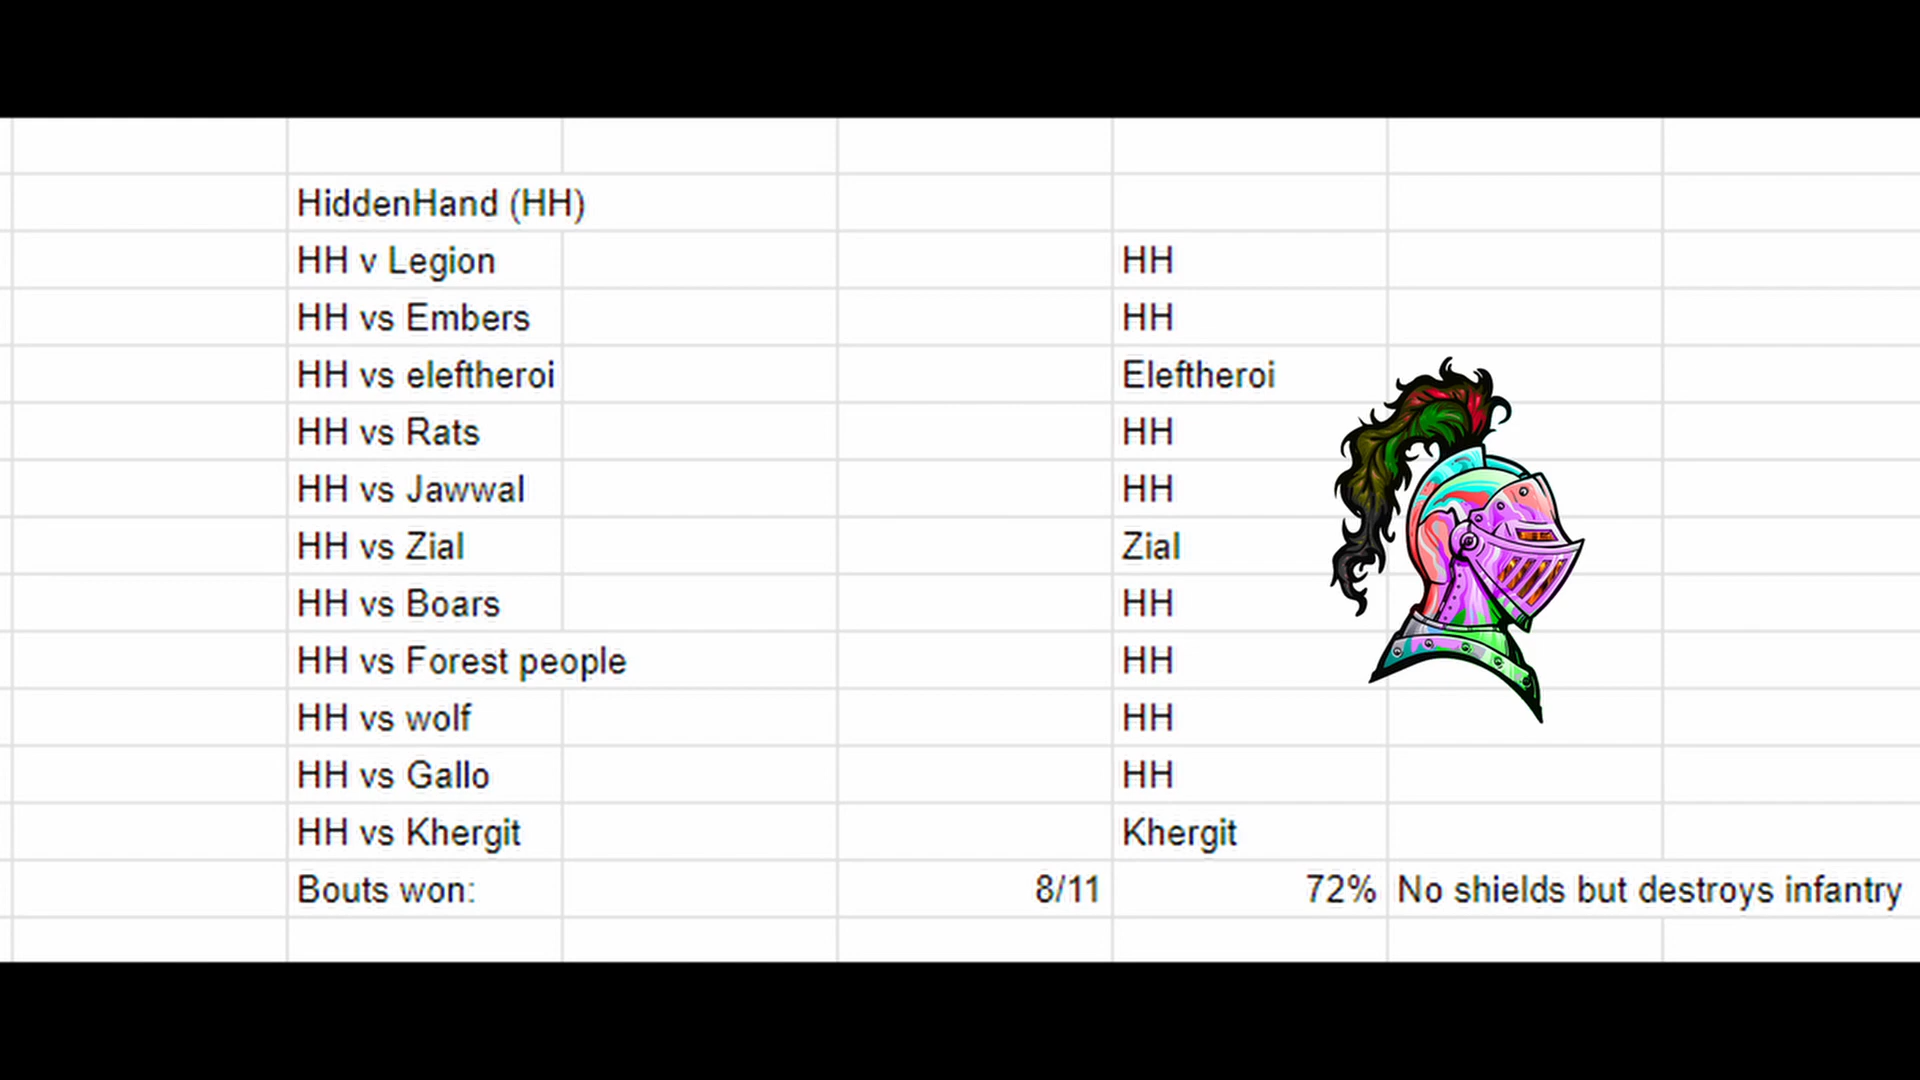 HiddenHand (HH)
HH v Legion HH
HH vs Embers HH
HH vs eleftheroi Eleftheroi
HH vs Rats HH
HH vs Jawwal HH
HH vs Zial Zial
HH vs Boars HH
HH vs Forest people HH
HH vs wolf HH
HH vs Gallo HH
HH vs Khergit Khergit
Bouts won: 8/11 72% No shields but destroys infantry